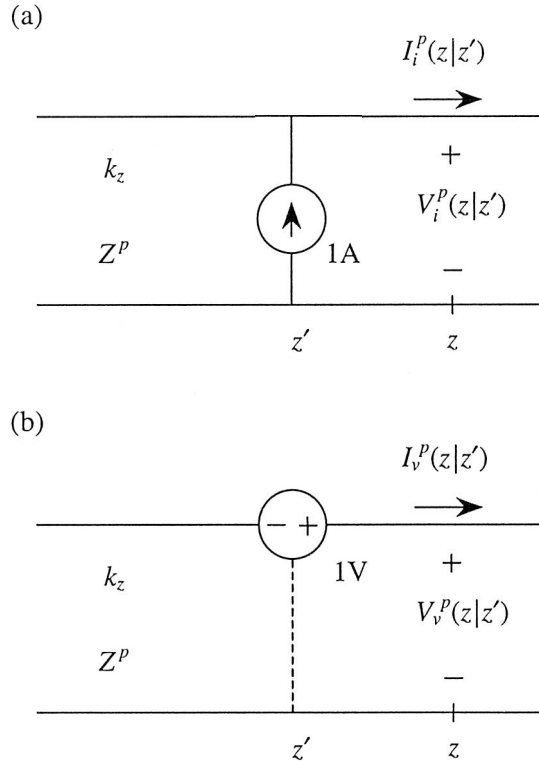 (a)
I_i^p(z|z′)
k_z
+
V_i^p(z|z′)
Z^p
1A
−
z′
z
(b)
I_v^p(z|z′)
− +
k_z
1V
+
V_v^p(z|z′)
Z^p
−
z′
z